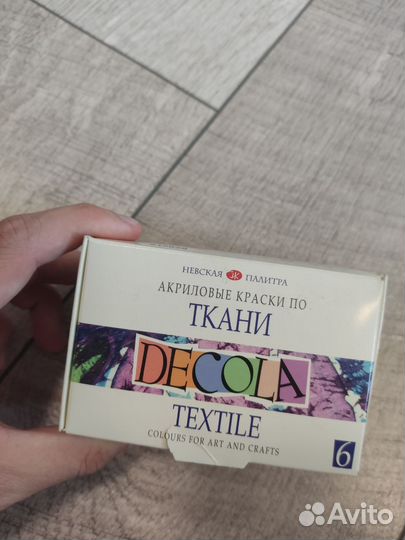 НЕВСКАЯ ПАЛИТРА
АКРИЛОВЫЕ КРАСКИ ПО
ТКАНИ
DECOLA
TEXTILE
COLOURS FOR ART AND CRAFTS
6
Avito